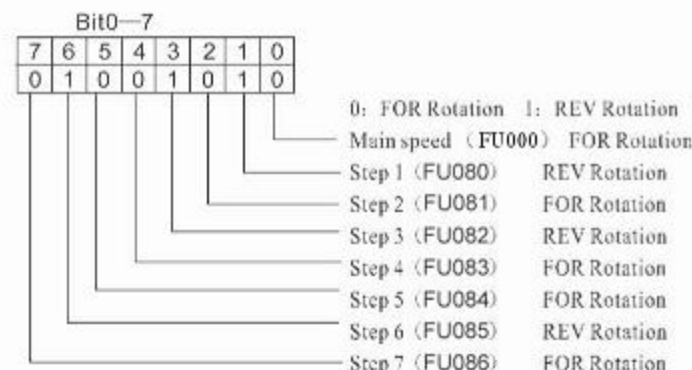 Bit0—7
7 6 5 4 3 2 1 0
0 1 0 0 1 0 1 0
0: FOR Rotation 1: REV Rotation
Main speed (FU000) FOR Rotation
Step 1 (FU080) REV Rotation
Step 2 (FU081) FOR Rotation
Step 3 (FU082) REV Rotation
Step 4 (FU083) FOR Rotation
Step 5 (FU084) FOR Rotation
Step 6 (FU085) REV Rotation
Step 7 (FU086) FOR Rotation